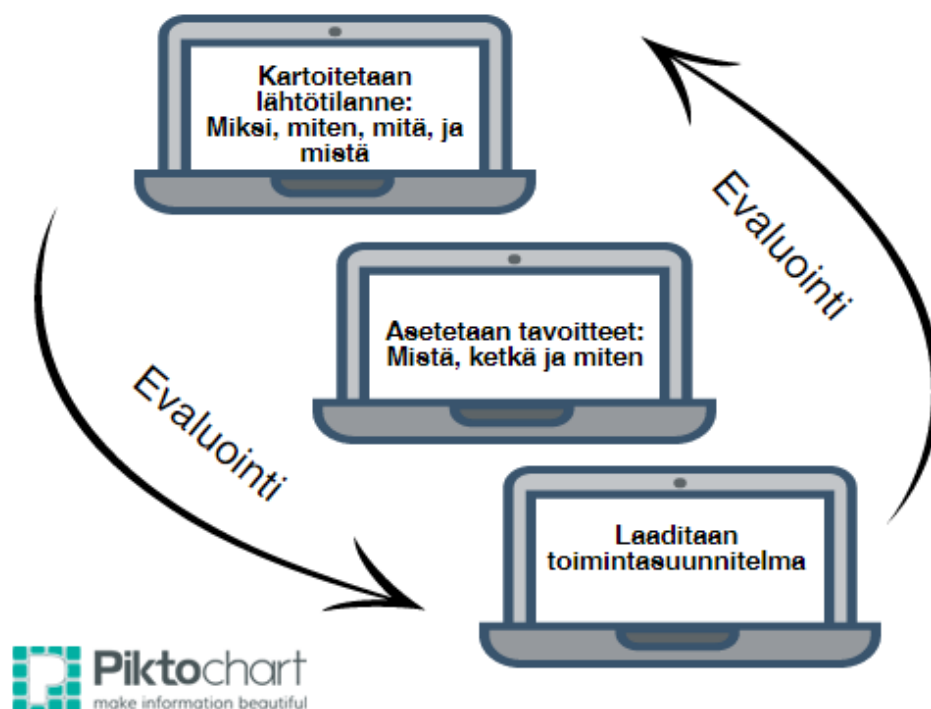 Kartoitetaan
lähtötilanne:
Miksi, miten, mitä, ja
mistä
Evaluointi
Asetetaan tavoitteet:
Mistä, ketkä ja miten
Evaluointi
Laaditaan
toimintasuunnitelma
Piktochart
make information beautiful